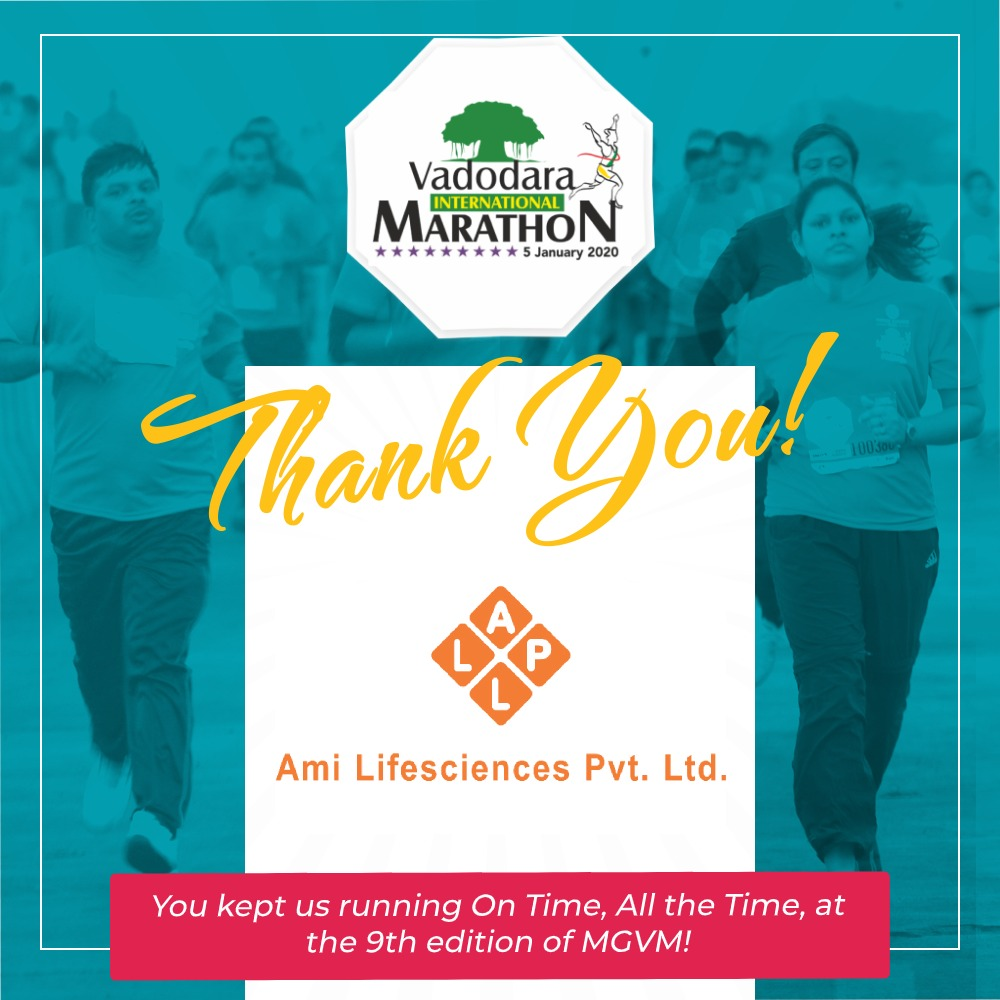 Vadodara
INTERNATIONAL
MARATHON
5 January 2020
Thank You!
A
L P
L
Ami Lifesciences Pvt. Ltd.
You kept us running On Time, All the Time, at
the 9th edition of MGVM!